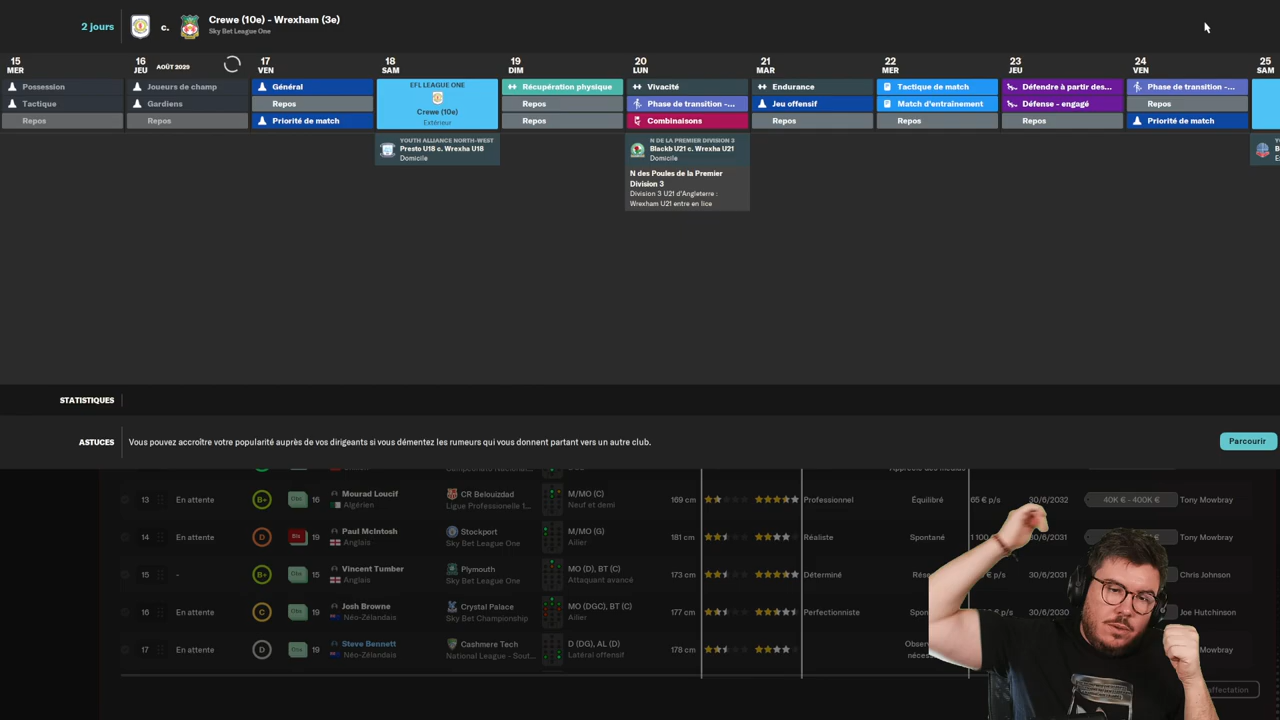 2 jours
c.
Crewe (10e) - Wrexham (3e)
Sky Bet League One
15
MER
16
JEU
AOÛT 2029
17
VEN
18
SAM
19
DIM
20
LUN
21
MAR
22
MER
23
JEU
24
VEN
25
SAM
Possession
Joueurs de champ
Général
EFL LEAGUE ONE
Récupération physique
Vivacité
Endurance
Tactique de match
Défendre à partir des...
Phase de transition -...
Tactique
Gardiens
Repos
Crewe (10e)
Repos
Phase de transition -...
Jeu offensif
Match d'entraînement
Défense - engagé
Repos
Repos
Repos
Priorité de match
Extérieur
Repos
Combinaisons
Repos
Repos
Repos
Priorité de match
YOUTH ALLIANCE NORTH-WEST
Presto U18 c. Wrexha U18
Domicile
N DE LA PREMIER DIVISION 3
Blackb U21 c. Wrexha U21
Domicile
N des Poules de la Premier
Division 3
Division 3 U21 d'Angleterre :
Wrexham U21 entre en lice
STATISTIQUES
ASTUCES
Vous pouvez accroître votre popularité auprès de vos dirigeants si vous démentez les rumeurs qui vous donnent partant vers un autre club.
Parcourir
13 En attente B+ Obs 16 Mourad Loucif CR Belouizdad M/MO (C) 169 cm Professionnel Équilibré 65 € p/s 30/6/2032 40K € - 400K € Tony Mowbray
Algérien Ligue Professionelle 1... Neuf et demi
14 En attente D Bls 19 Paul McIntosh Stockport M/MO (G) 181 cm Réaliste Spontané 1 100 30/6/2031 Tony Mowbray
Anglais Sky Bet League One Ailier
15 - B+ Obs 15 Vincent Tumber Plymouth MO (D), BT (C) 173 cm Déterminé p/s 30/6/2031 Chris Johnson
Anglais Sky Bet League One Attaquant avancé
16 En attente C Obs 19 Josh Browne Crystal Palace MO (DGC), BT (C) 177 cm Perfectionniste p/s 30/6/2030 Joe Hutchinson
Néo-Zélandais Sky Bet Championship Ailier
17 En attente D Obs 19 Steve Bennett Cashmere Tech D (DG), AL (D) 178 cm
Néo-Zélandais National League - Sout... Latéral offensif